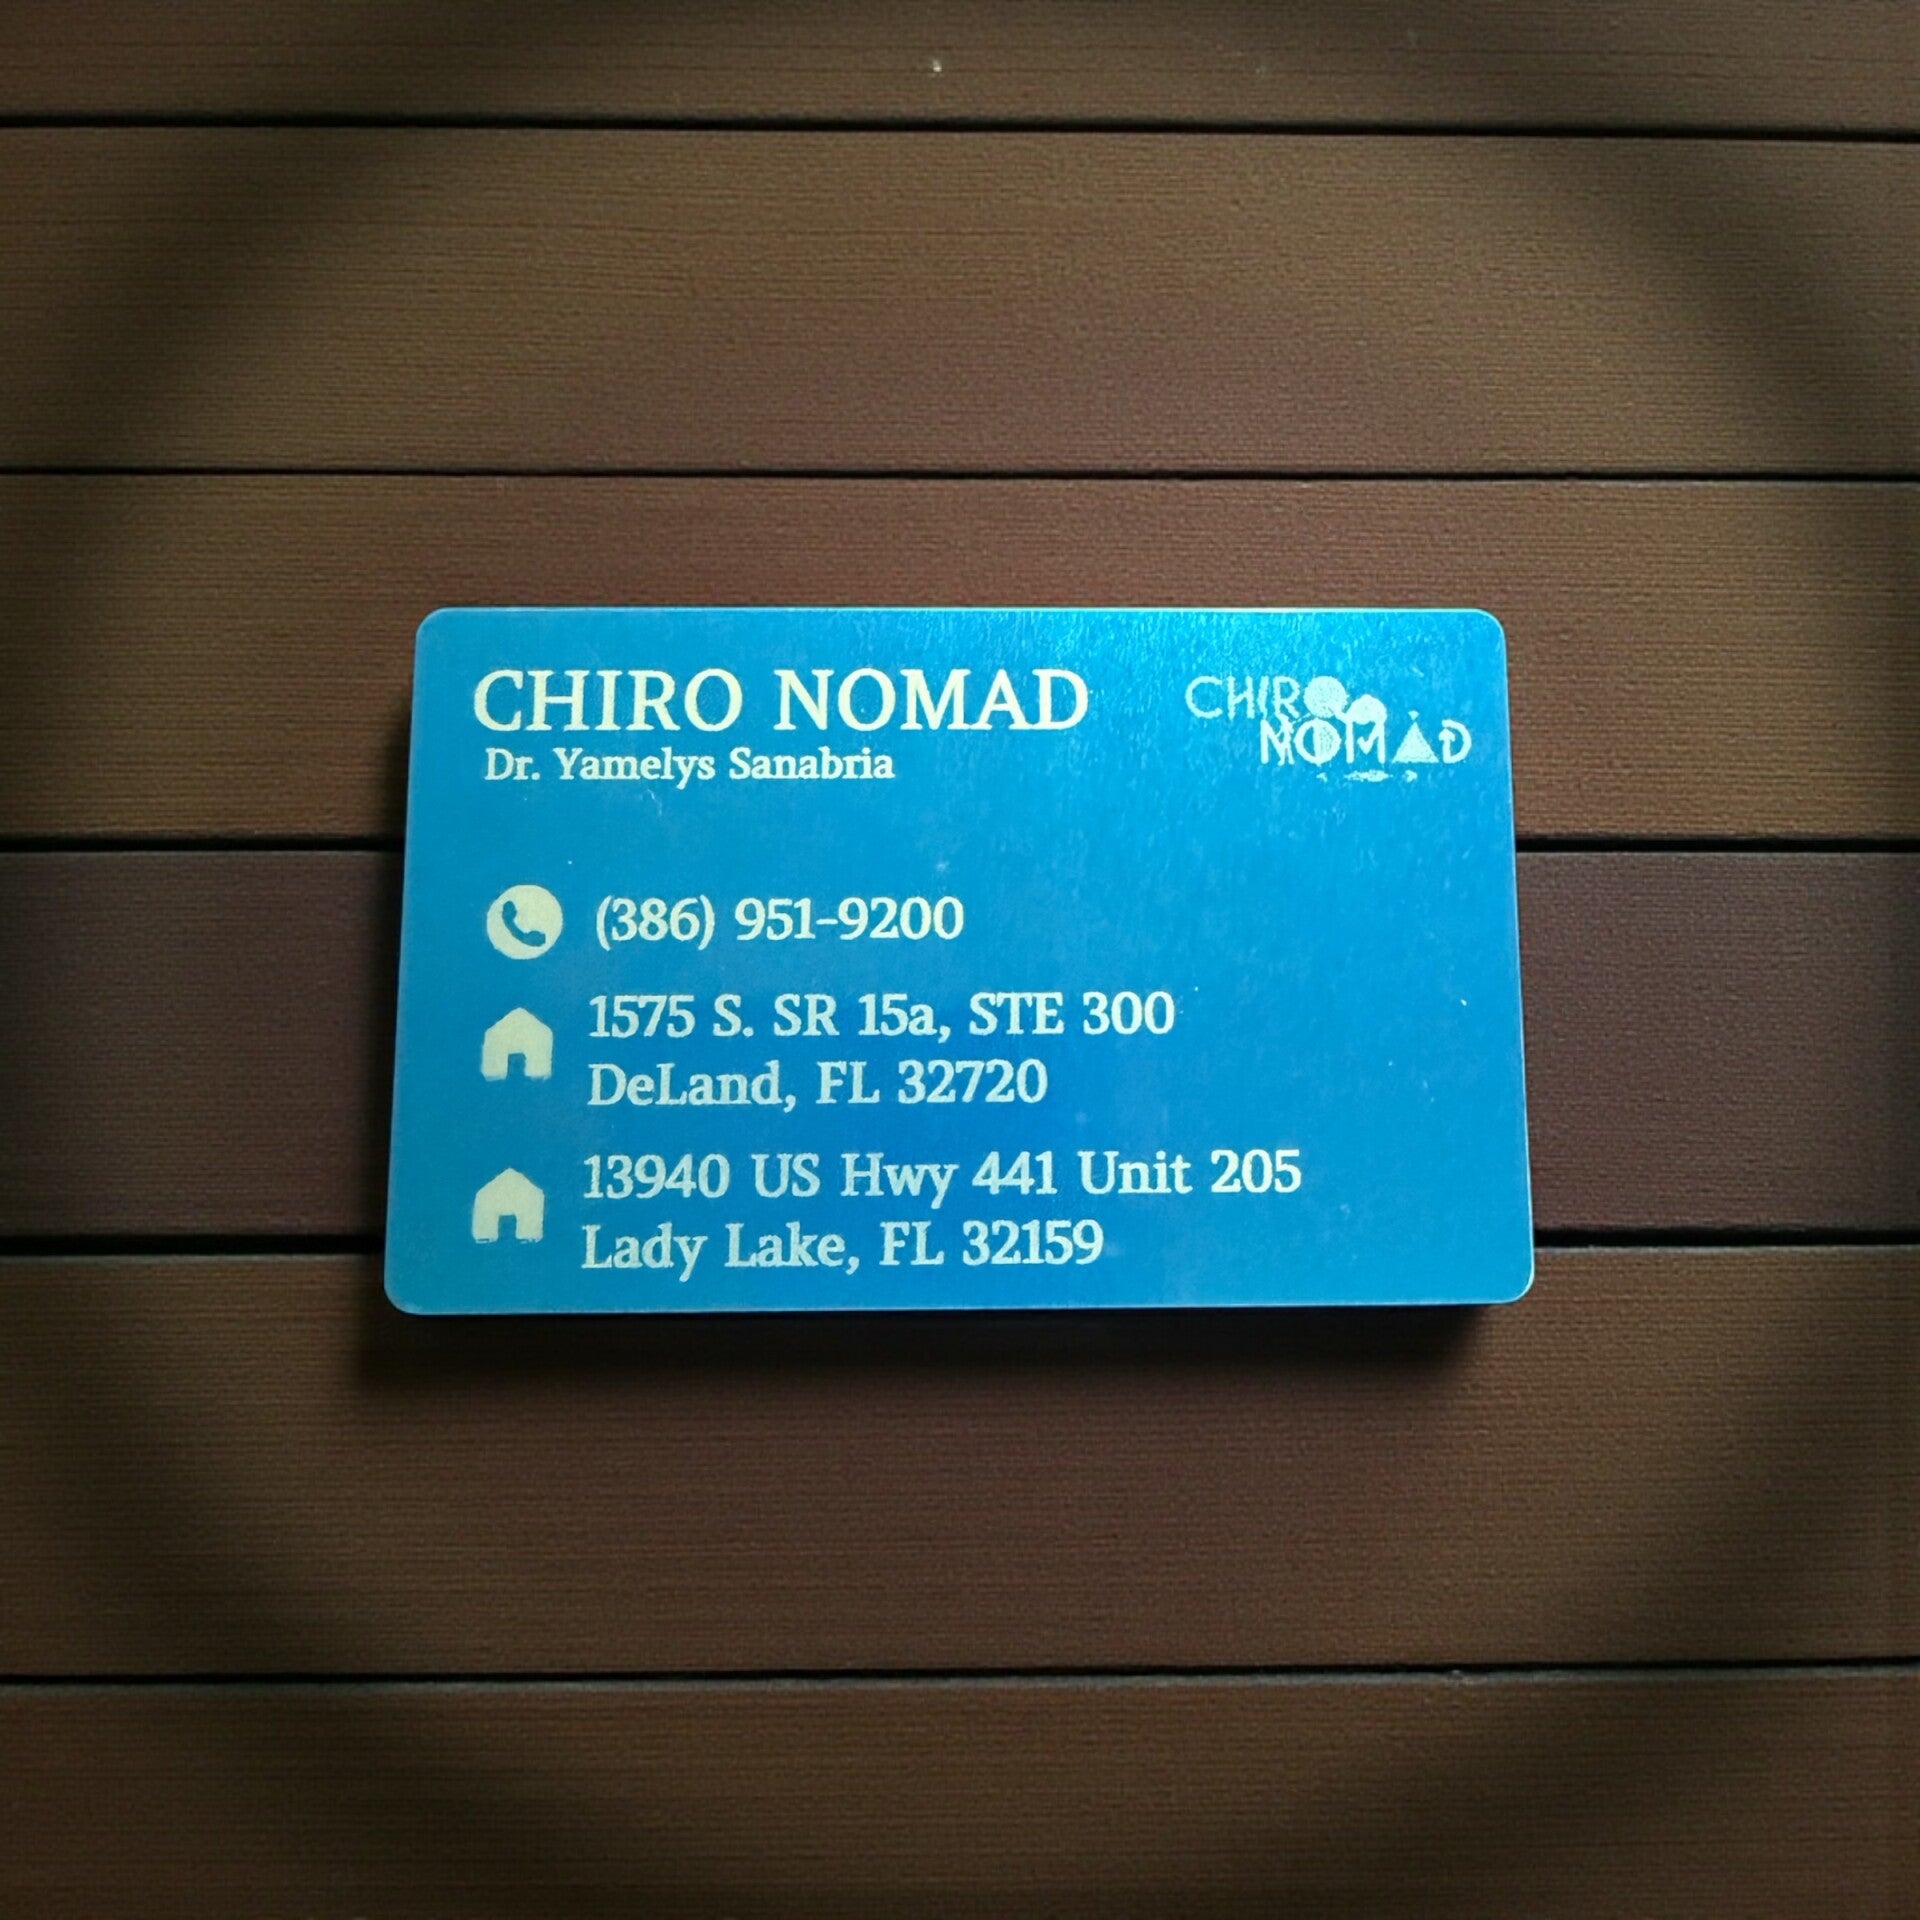 CHIRO NOMAD
Dr. Yamelys Sanabria
CHIRO
NOMAD
(386) 951-9200
1575 S. SR 15a, STE 300
DeLand, FL 32720
13940 US Hwy 441 Unit 205
Lady Lake, FL 32159